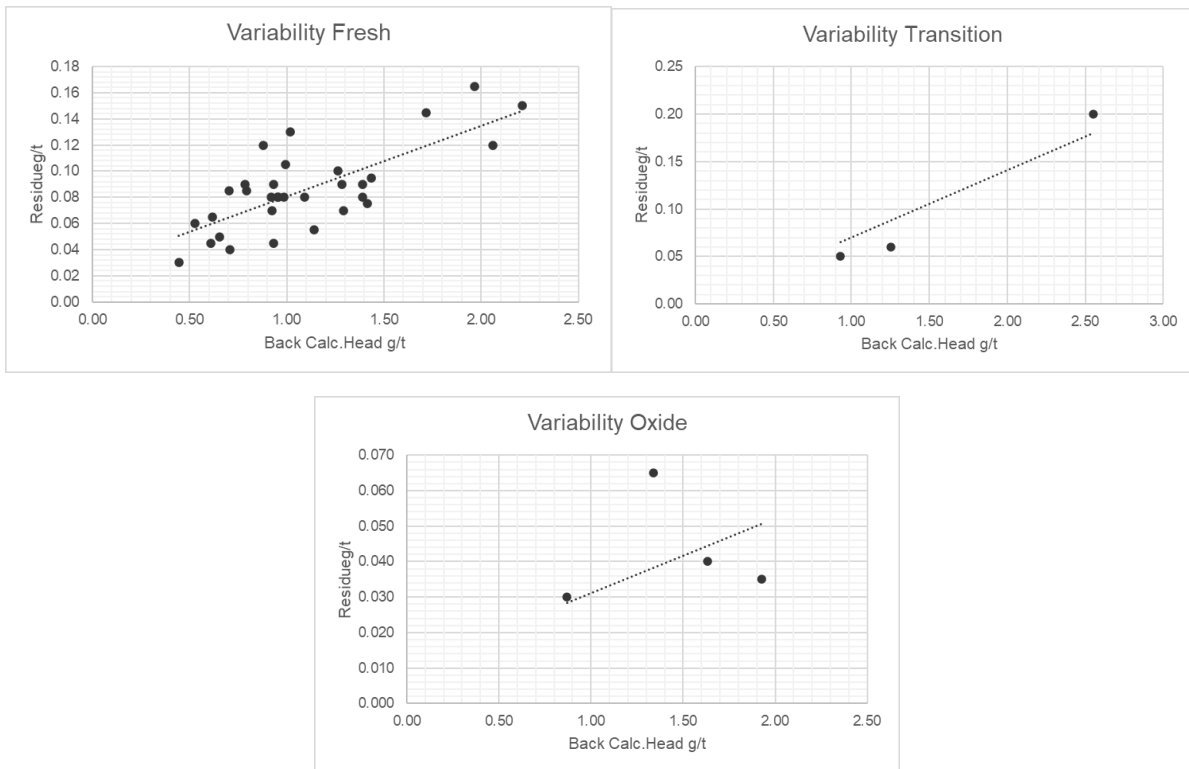 Variability Fresh
0.18
0.16
0.14
0.12
0.10
0.08
0.06
0.04
0.02
0.00
Residueg/t
0.00 0.50 1.00 1.50 2.00 2.50
Back Calc.Head g/t
Variability Transition
0.25
0.20
0.15
0.10
0.05
0.00
Residueg/t
0.00 0.50 1.00 1.50 2.00 2.50 3.00
Back Calc.Head g/t
Variability Oxide
0.070
0.060
0.050
0.040
0.030
0.020
0.010
0.000
Residueg/t
0.00 0.50 1.00 1.50 2.00 2.50
Back Calc.Head g/t